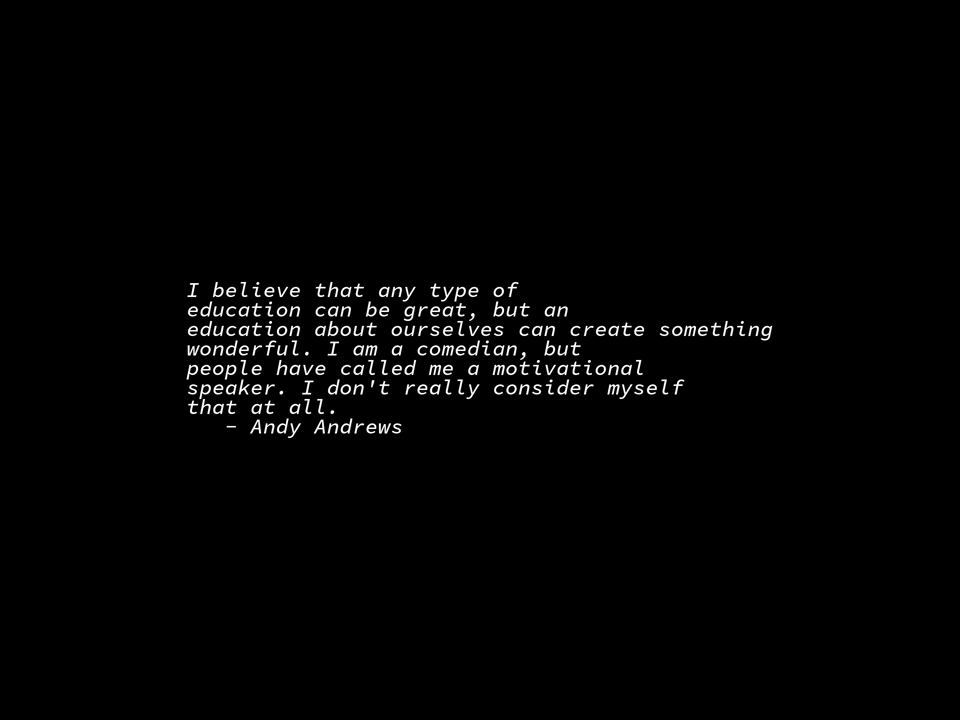 I believe that any type of
education can be great, but an
education about ourselves can create something
wonderful. I am a comedian, but
people have called me a motivational
speaker. I don't really consider myself
that at all.
   – Andy Andrews